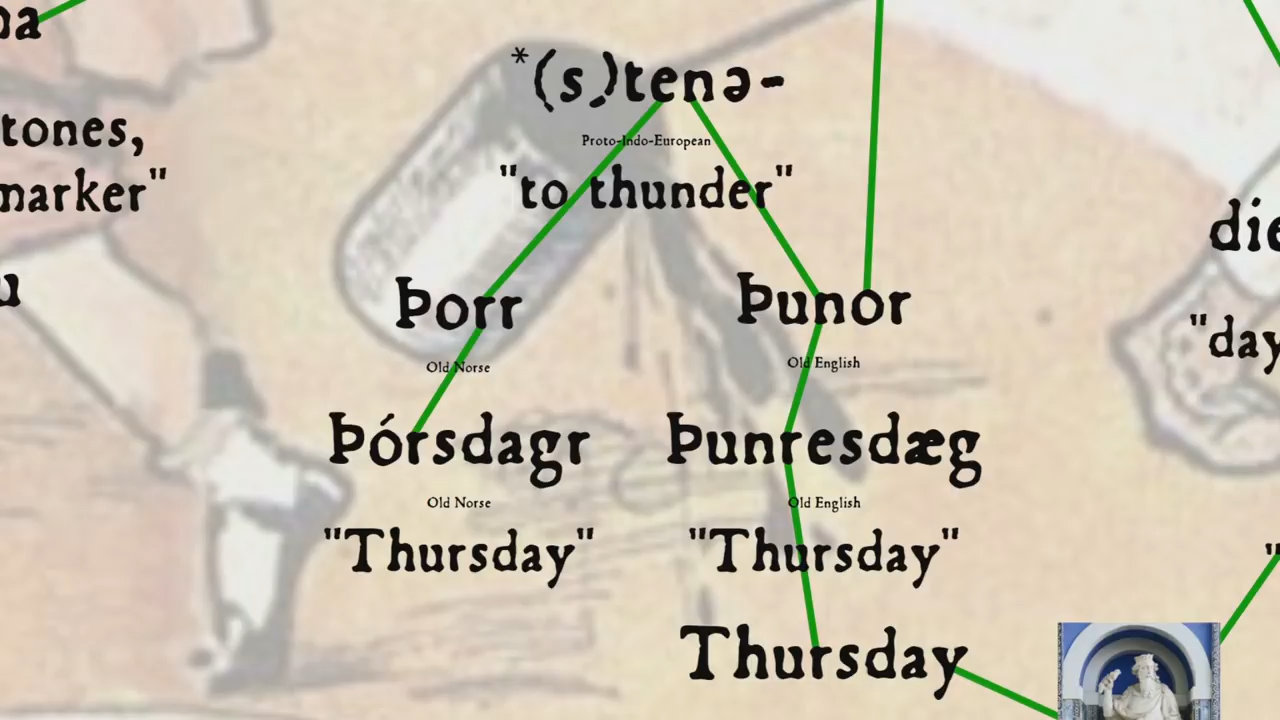 *(s)tenə-
Proto-Indo-European
tones,
"to thunder"
marker"
Þorr
Þunor
Old Norse
Old English
"day
Þórsdagr
Þunresdæg
Old Norse
Old English
"Thursday"
"Thursday"
Thursday